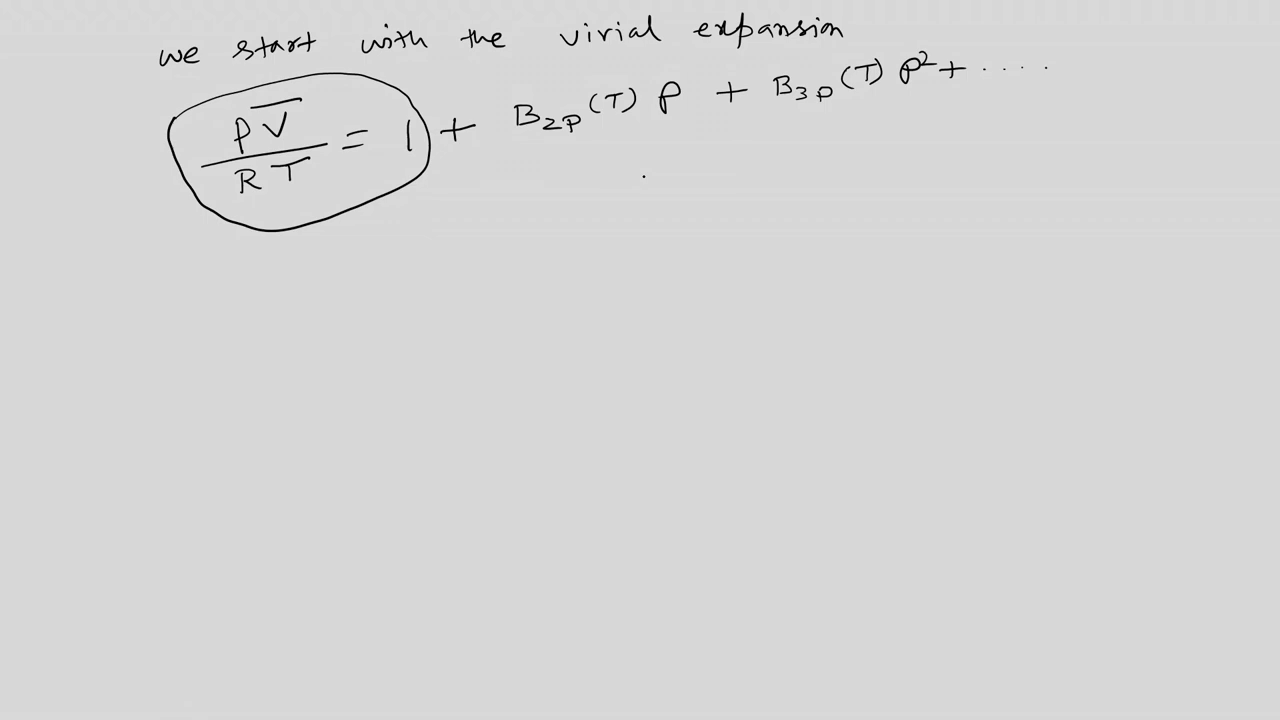 we start with the virial expansion
PV̅/RT = 1 + B₂ₚ(T) P + B₃ₚ(T) P² + ....